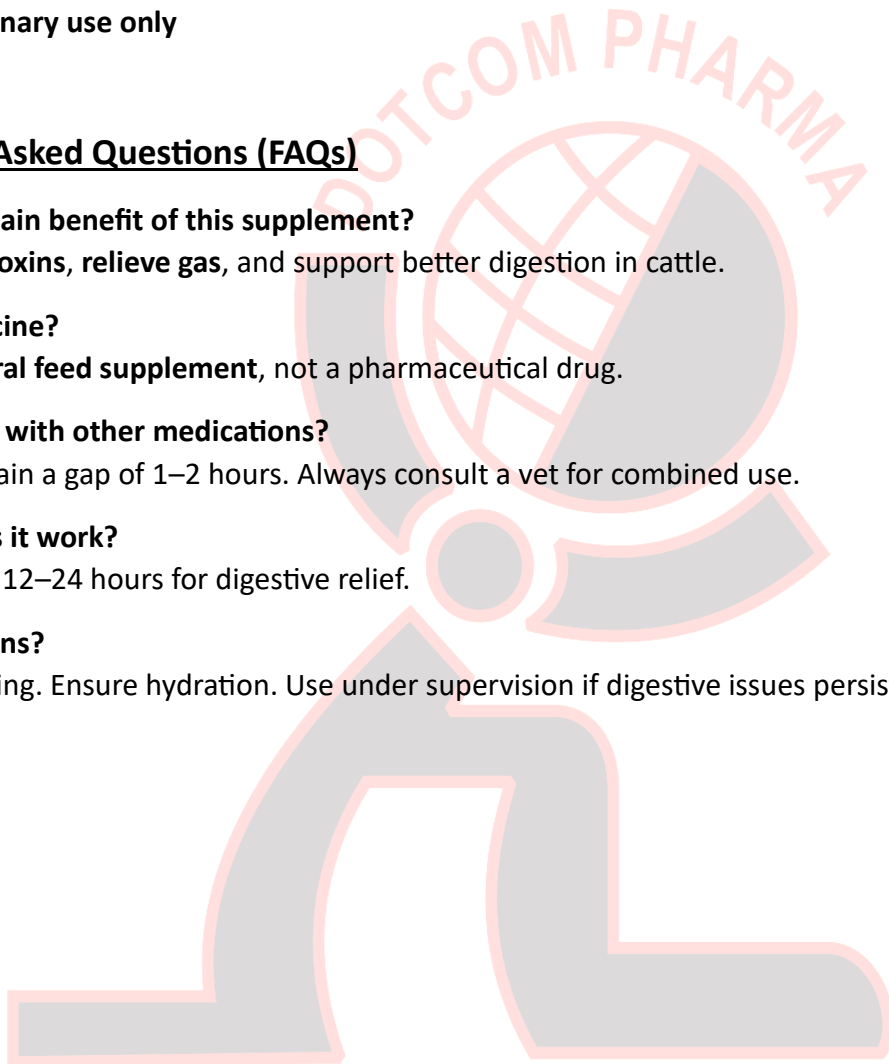 nary use only
DOTCOM PHARMA
Asked Questions (FAQs)
ain benefit of this supplement?
oxins, relieve gas, and support better digestion in cattle.
cine?
ral feed supplement, not a pharmaceutical drug.
with other medications?
ain a gap of 1–2 hours. Always consult a vet for combined use.
s it work?
12–24 hours for digestive relief.
ns?
ing. Ensure hydration. Use under supervision if digestive issues persis